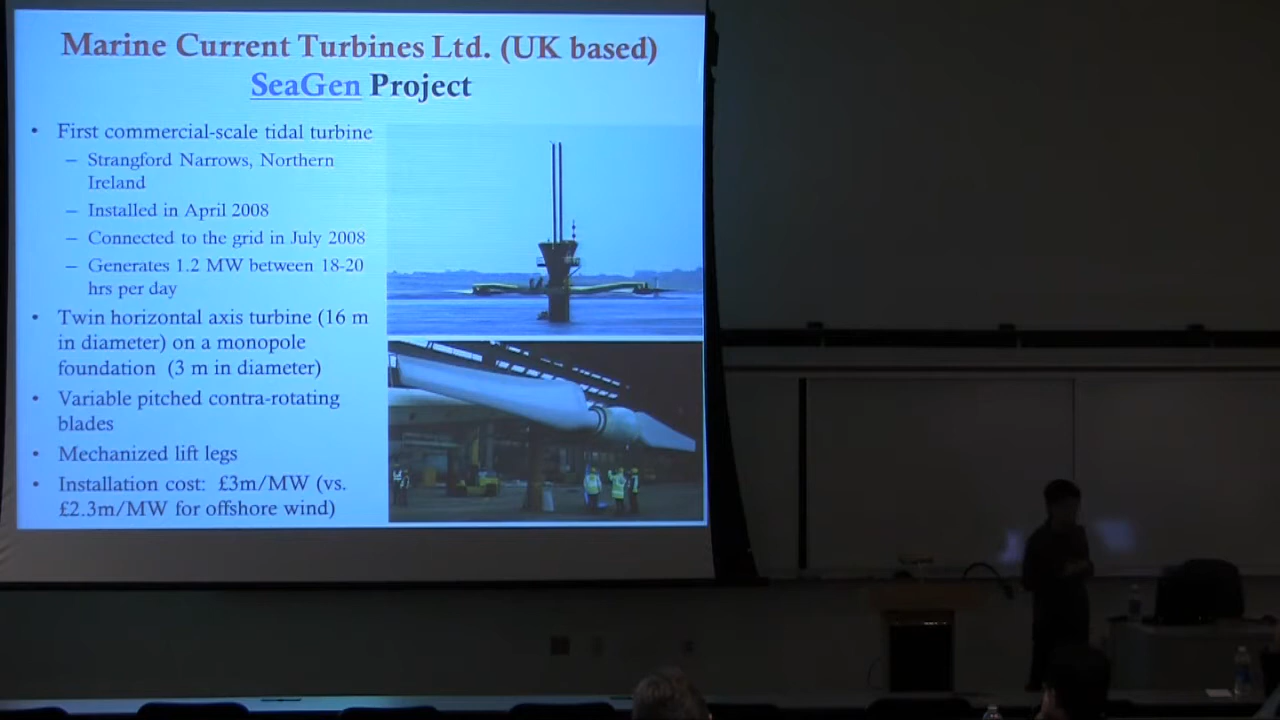 Marine Current Turbines Ltd. (UK based)
SeaGen Project
• First commercial-scale tidal turbine
– Strangford Narrows, Northern
Ireland
– Installed in April 2008
– Connected to the grid in July 2008
– Generates 1.2 MW between 18-20
hrs per day
• Twin horizontal axis turbine (16 m
in diameter) on a monopole
foundation (3 m in diameter)
• Variable pitched contra-rotating
blades
• Mechanized lift legs
• Installation cost: £3m/MW (vs.
£2.3m/MW for offshore wind)